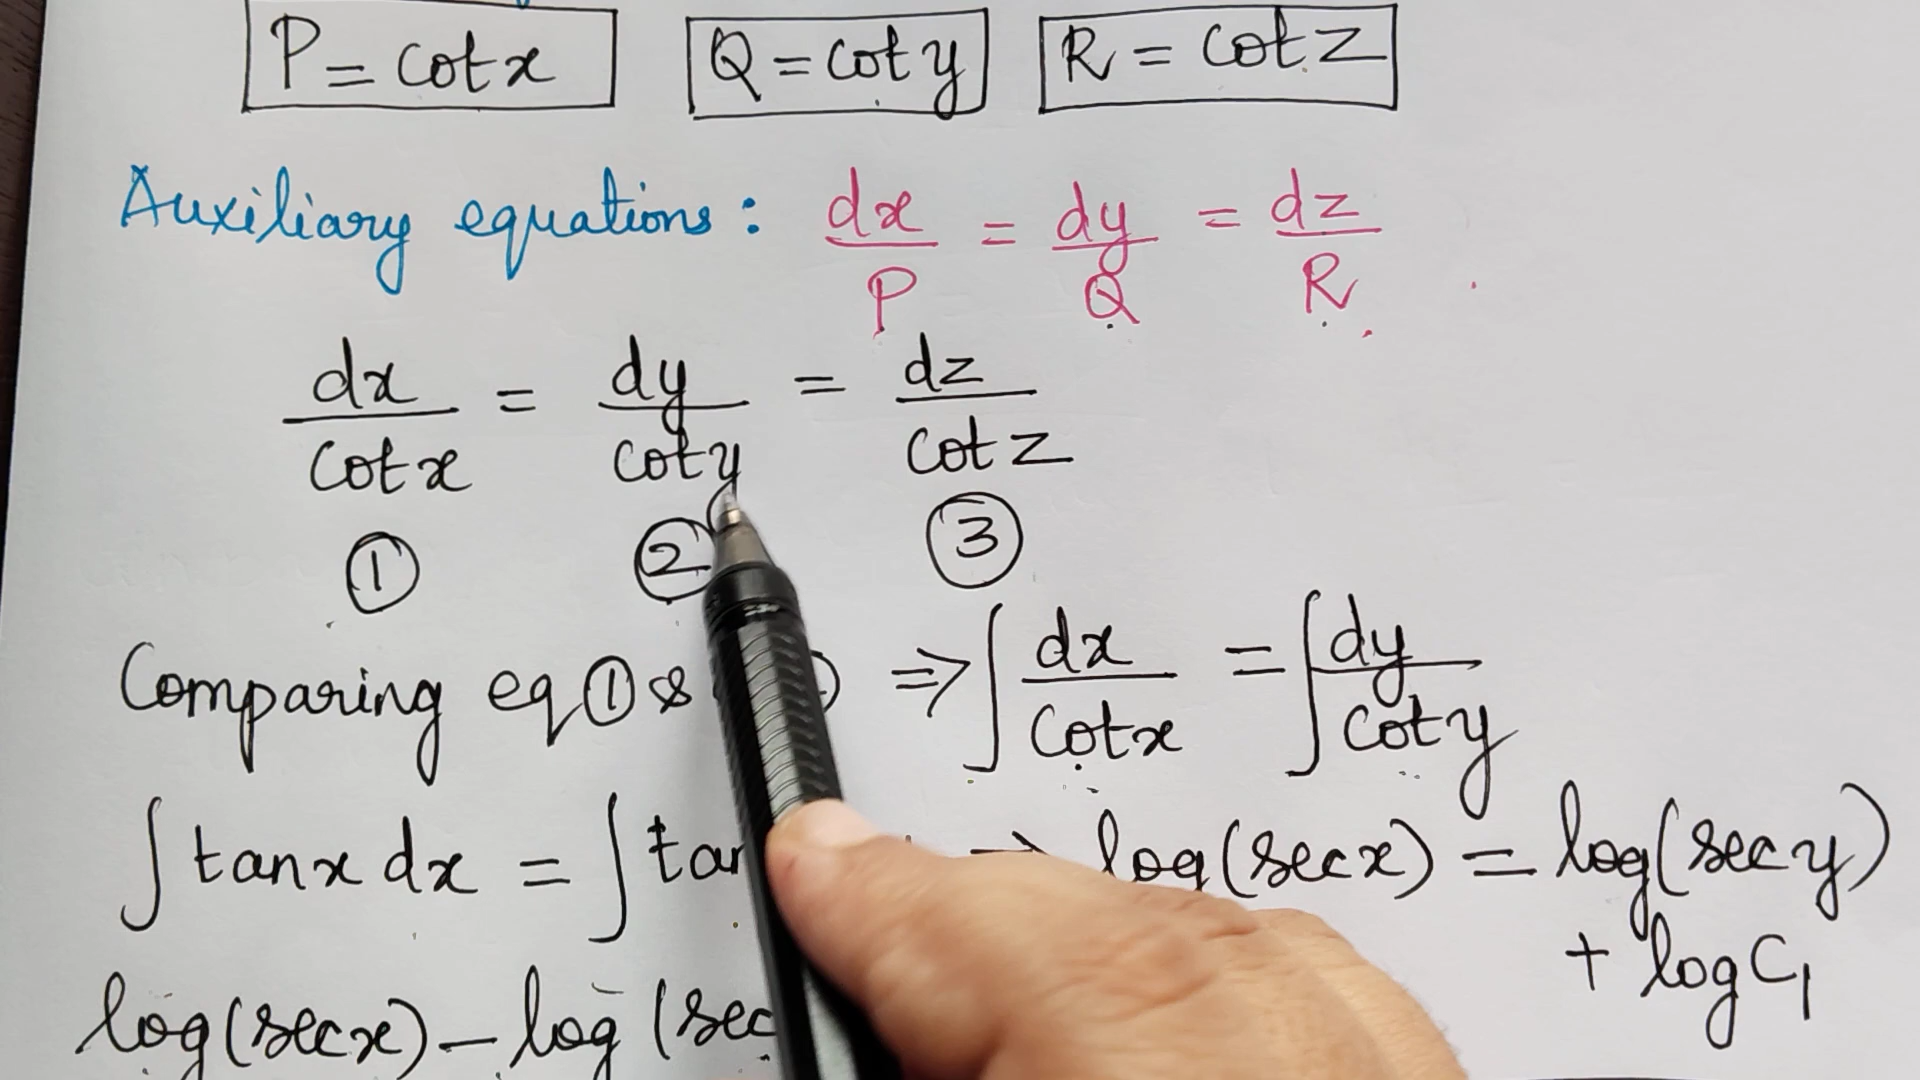 P = cot x   Q = cot y   R = cot z
Auxiliary equations : dx/P = dy/Q = dz/R
dx/cot x = dy/cot y = dz/cot z
① ② ③
Comparing eq ① & ⇒ ∫ dx/cot x = ∫ dy/cot y
∫ tan x dx = ∫ log (sec x) = log (sec y)
+ log C₁
log (sec x) – log (sec